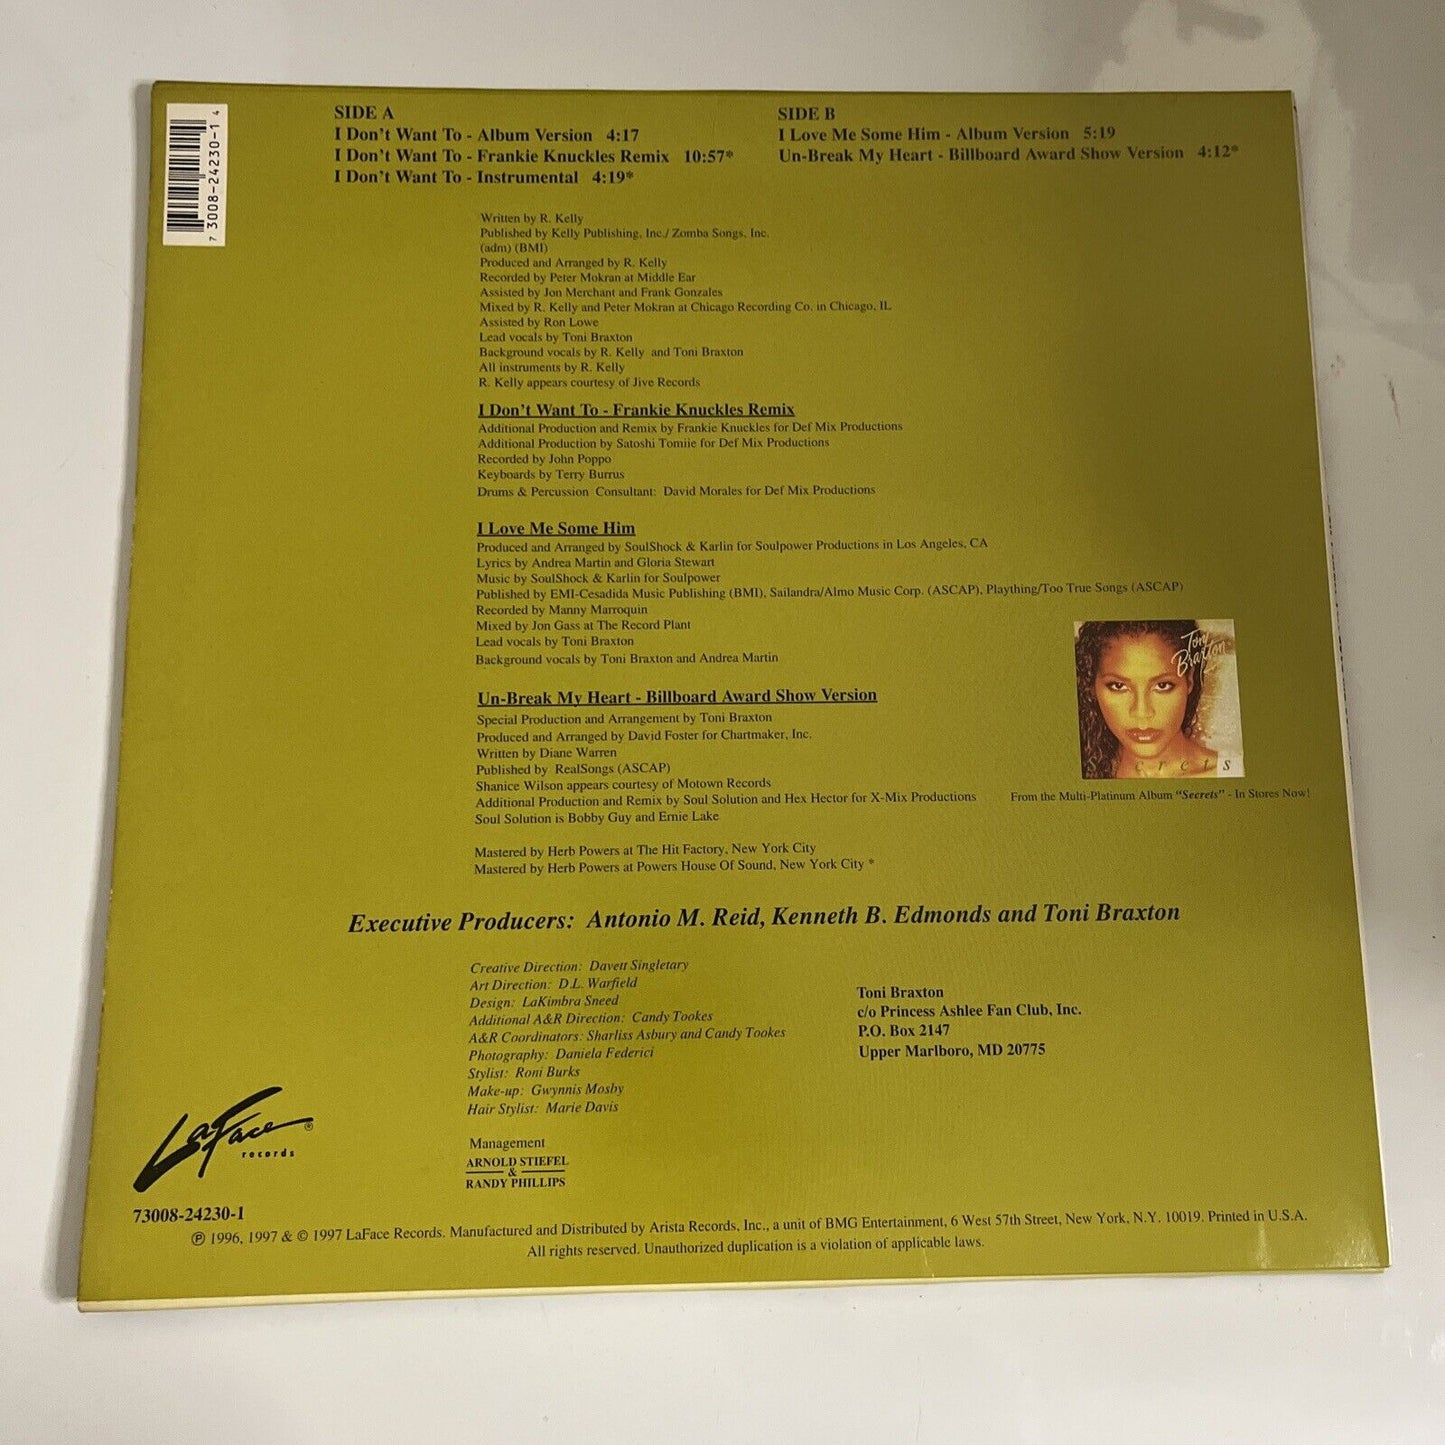 7 3008-24230-1 4
SIDE A
I Don't Want To - Album Version 4:17
I Don't Want To - Frankie Knuckles Remix 10:57*
I Don't Want To - Instrumental 4:19*
SIDE B
I Love Me Some Him - Album Version 5:19
Un-Break My Heart - Billboard Award Show Version 4:12*
Written by R. Kelly
Published by Kelly Publishing, Inc./ Zomba Songs, Inc.
(adm) (BMI)
Produced and Arranged by R. Kelly
Recorded by Peter Mokran at Middle Ear
Assisted by Jon Merchant and Frank Gonzales
Mixed by R. Kelly and Peter Mokran at Chicago Recording Co. in Chicago, IL
Assisted by Ron Lowe
Lead vocals by Toni Braxton
Background vocals by R. Kelly and Toni Braxton
All instruments by R. Kelly
R. Kelly appears courtesy of Jive Records
I Don't Want To - Frankie Knuckles Remix
Additional Production and Remix by Frankie Knuckles for Def Mix Productions
Additional Production by Satoshi Tomiie for Def Mix Productions
Recorded by John Poppo
Keyboards by Terry Burrus
Drums & Percussion Consultant: David Morales for Def Mix Productions
I Love Me Some Him
Produced and Arranged by SoulShock & Karlin for Soulpower Productions in Los Angeles, CA
Lyrics by Andrea Martin and Gloria Stewart
Music by SoulShock & Karlin for Soulpower
Published by EMI-Cesadida Music Publishing (BMI), Sailandra/Almo Music Corp. (ASCAP), Plaything/Too True Songs (ASCAP)
Recorded by Manny Marroquin
Mixed by Jon Gass at The Record Plant
Lead vocals by Toni Braxton
Background vocals by Toni Braxton and Andrea Martin
Un-Break My Heart - Billboard Award Show Version
Special Production and Arrangement by Toni Braxton
Produced and Arranged by David Foster for Chartmaker, Inc.
Written by Diane Warren
Published by RealSongs (ASCAP)
Shanice Wilson appears courtesy of Motown Records
Additional Production and Remix by Soul Solution and Hex Hector for X-Mix Productions
Soul Solution is Bobby Guy and Ernie Lake
Toni
Braxton
Secrets
From the Multi-Platinum Album "Secrets" - In Stores Now!
Mastered by Herb Powers at The Hit Factory, New York City
Mastered by Herb Powers at Powers House Of Sound, New York City *
Executive Producers: Antonio M. Reid, Kenneth B. Edmonds and Toni Braxton
Creative Direction: Davett Singletary
Art Direction: D.L. Warfield
Design: LaKimbra Sneed
Additional A&R Direction: Candy Tookes
A&R Coordinators: Sharliss Asbury and Candy Tookes
Photography: Daniela Federici
Stylist: Roni Burks
Make-up: Gwynnis Mosby
Hair Stylist: Marie Davis
Toni Braxton
c/o Princess Ashlee Fan Club, Inc.
P.O. Box 2147
Upper Marlboro, MD 20775
Management
ARNOLD STIEFEL
&
RANDY PHILLIPS
LaFace ®
records
73008-24230-1
℗ 1996, 1997 & © 1997 LaFace Records. Manufactured and Distributed by Arista Records, Inc., a unit of BMG Entertainment, 6 West 57th Street, New York, N.Y. 10019. Printed in U.S.A.
All rights reserved. Unauthorized duplication is a violation of applicable laws.